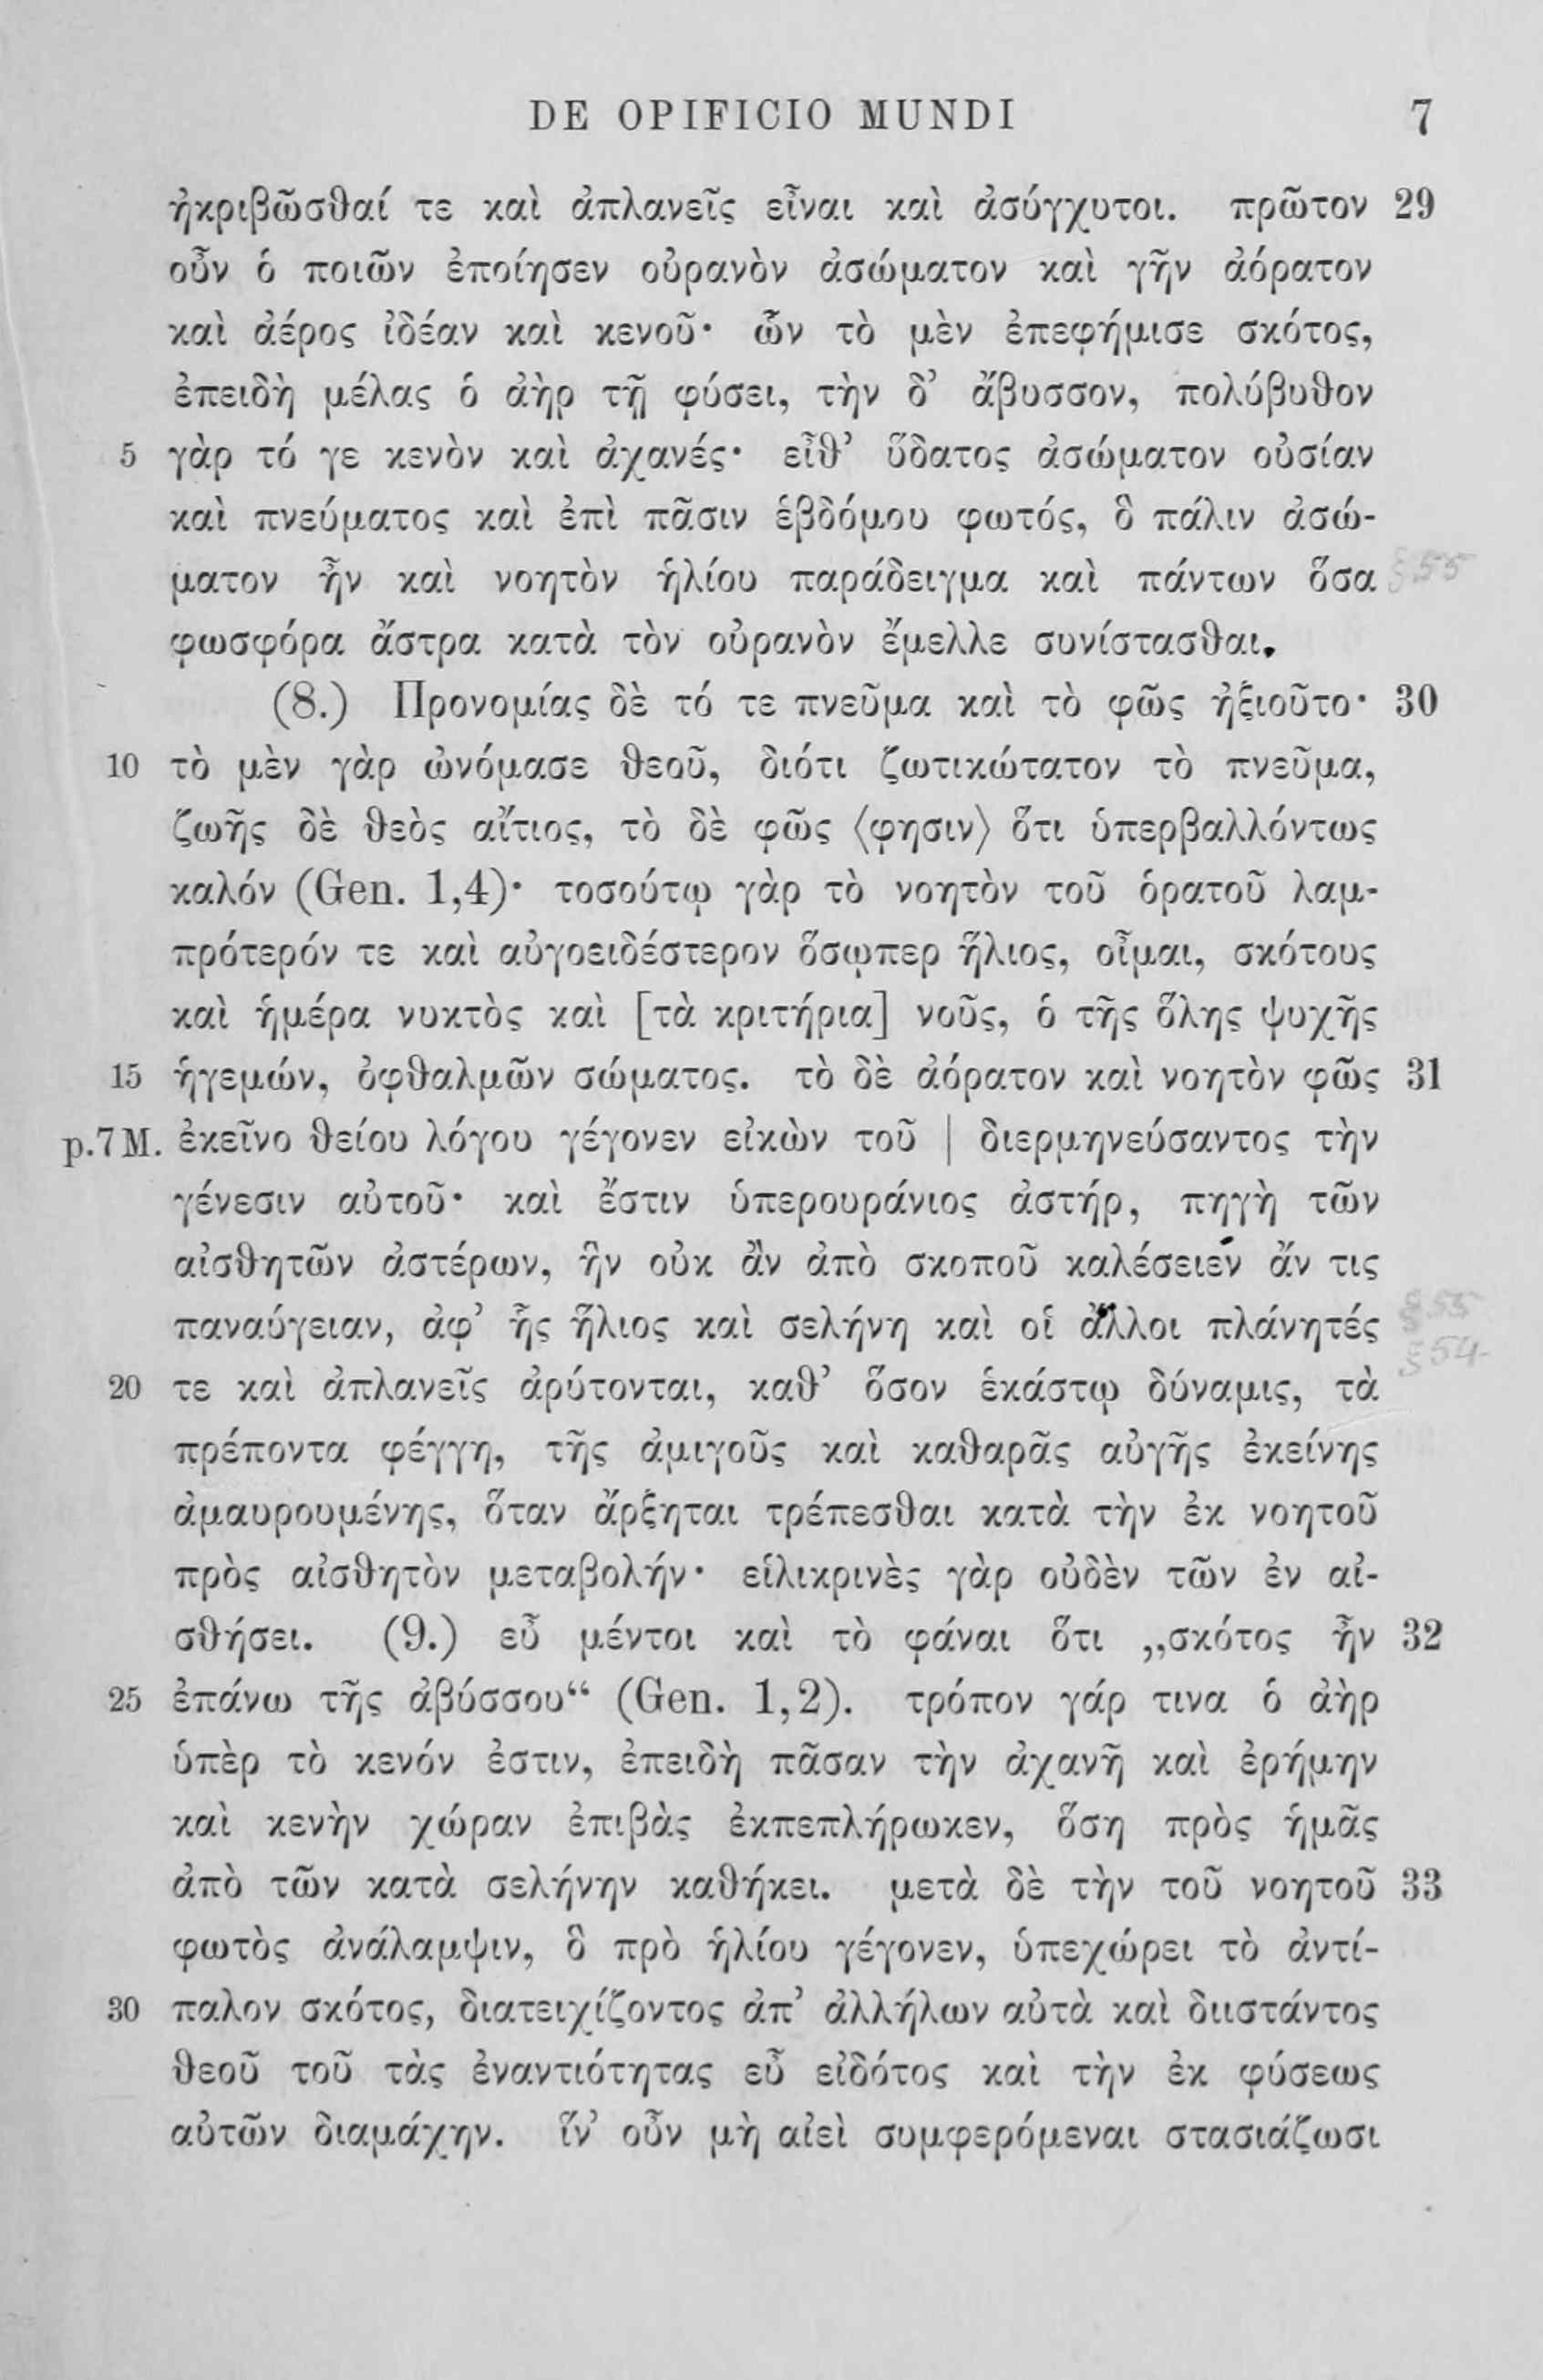 DE OPIFICIO MUNDI 7
ἠκριβῶσθαί τε καὶ ἀπλανεῖς εἶναι καὶ ἀσύγχυτοι. πρῶτον 29
οὖν ὁ ποιῶν ἐποίησεν οὐρανὸν ἀσώματον καὶ γῆν ἀόρατον
καὶ ἀέρος ἰδέαν καὶ κενοῦ· ὧν τὸ μὲν ἐπεφήμισε σκότος,
ἐπειδὴ μέλας ὁ ἀὴρ τῇ φύσει, τὴν δ’ ἄβυσσον, πολύβυθον
5 γὰρ τό γε κενὸν καὶ ἀχανές· εἶθ’ ὕδατος ἀσώματον οὐσίαν
καὶ πνεύματος καὶ ἐπὶ πᾶσιν ἑβδόμου φωτός, ὃ πάλιν ἀσώ-
ματον ἦν καὶ νοητὸν ἡλίου παράδειγμα καὶ πάντων ὅσα § 55
φωσφόρα ἄστρα κατὰ τὸν οὐρανὸν ἔμελλε συνίστασθαι.
(8.) Προνομίας δὲ τό τε πνεῦμα καὶ τὸ φῶς ἠξιοῦτο· 30
10 τὸ μὲν γὰρ ὠνόμασε θεοῦ, διότι ζωτικώτατον τὸ πνεῦμα,
ζωῆς δὲ θεὸς αἴτιος, τὸ δὲ φῶς ⟨φησιν⟩ ὅτι ὑπερβαλλόντως
καλόν (Gen. 1,4)· τοσούτῳ γὰρ τὸ νοητὸν τοῦ ὁρατοῦ λαμ-
πρότερόν τε καὶ αὐγοειδέστερον ὅσῳπερ ἥλιος, οἶμαι, σκότους
καὶ ἡμέρα νυκτὸς καὶ [τὰ κριτήρια] νοῦς, ὁ τῆς ὅλης ψυχῆς
15 ἡγεμών, ὀφθαλμῶν σώματος. τὸ δὲ ἀόρατον καὶ νοητὸν φῶς 31
p.7M. ἐκεῖνο θείου λόγου γέγονεν εἰκὼν τοῦ | διερμηνεύσαντος τὴν
γένεσιν αὐτοῦ· καὶ ἔστιν ὑπερουράνιος ἀστήρ, πηγὴ τῶν
αἰσθητῶν ἀστέρων, ἣν οὐκ ἂν ἀπὸ σκοποῦ καλέσειεν ἄν τις
παναύγειαν, ἀφ’ ἧς ἥλιος καὶ σελήνη καὶ οἱ ἄλλοι πλάνητές § 55
§ 54
20 τε καὶ ἀπλανεῖς ἀρύτονται, καθ’ ὅσον ἑκάστῳ δύναμις, τὰ
πρέποντα φέγγη, τῆς ἀμιγοῦς καὶ καθαρᾶς αὐγῆς ἐκείνης
ἀμαυρουμένης, ὅταν ἄρξηται τρέπεσθαι κατὰ τὴν ἐκ νοητοῦ
πρὸς αἰσθητὸν μεταβολήν· εἱλικρινὲς γὰρ οὐδὲν τῶν ἐν αἰ-
σθήσει. (9.) εὖ μέντοι καὶ τὸ φάναι ὅτι „σκότος ἦν 32
25 ἐπάνω τῆς ἀβύσσου“ (Gen. 1,2). τρόπον γάρ τινα ὁ ἀὴρ
ὑπὲρ τὸ κενόν ἐστιν, ἐπειδὴ πᾶσαν τὴν ἀχανῆ καὶ ἐρήμην
καὶ κενὴν χώραν ἐπιβὰς ἐκπεπλήρωκεν, ὅση πρὸς ἡμᾶς
ἀπὸ τῶν κατὰ σελήνην καθήκει. μετὰ δὲ τὴν τοῦ νοητοῦ 33
φωτὸς ἀνάλαμψιν, ὃ πρὸ ἡλίου γέγονεν, ὑπεχώρει τὸ ἀντί-
30 παλον σκότος, διατειχίζοντος ἀπ’ ἀλλήλων αὐτὰ καὶ διιστάντος
θεοῦ τοῦ τὰς ἐναντιότητας εὖ εἰδότος καὶ τὴν ἐκ φύσεως
αὐτῶν διαμάχην. ἵν’ οὖν μὴ αἰεὶ συμφερόμεναι στασιάζωσι